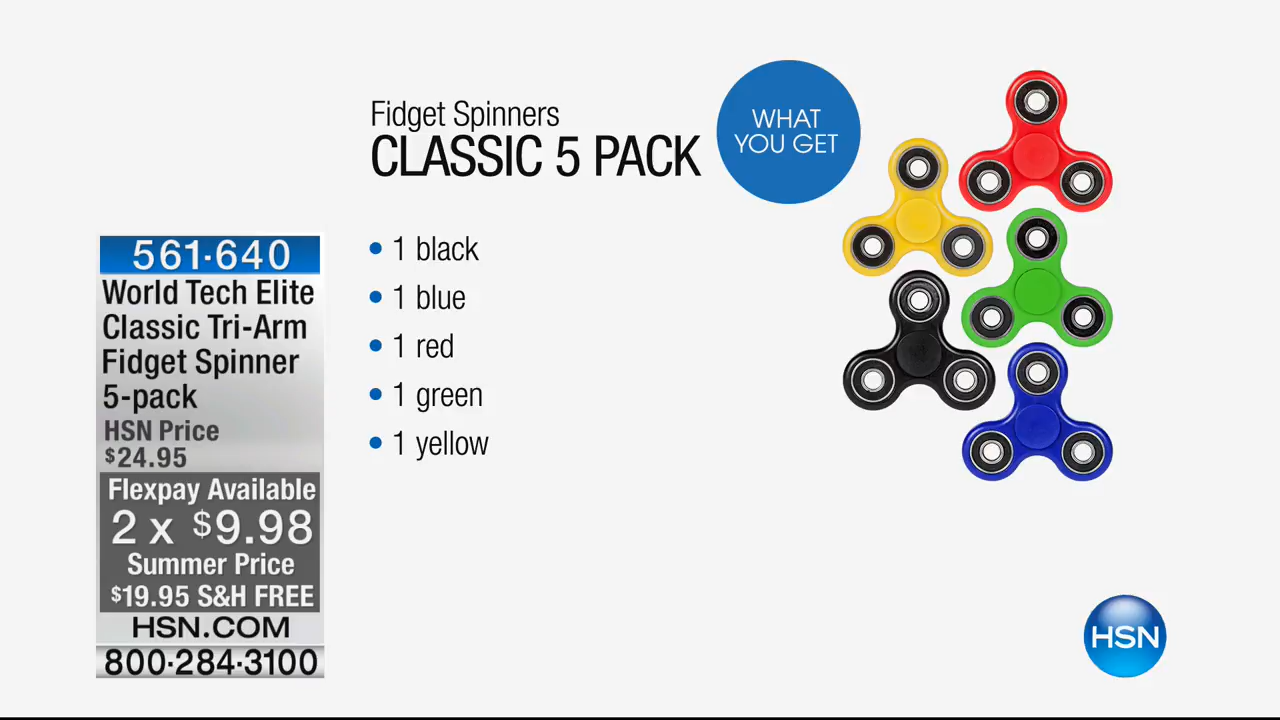 Fidget Spinners
CLASSIC 5 PACK
WHAT
YOU GET
• 1 black
• 1 blue
• 1 red
• 1 green
• 1 yellow
561·640
World Tech Elite
Classic Tri-Arm
Fidget Spinner
5-pack
HSN Price
$24.95
Flexpay Available
2 x $9.98
Summer Price
$19.95 S&H FREE
HSN.COM
800·284·3100
HSN